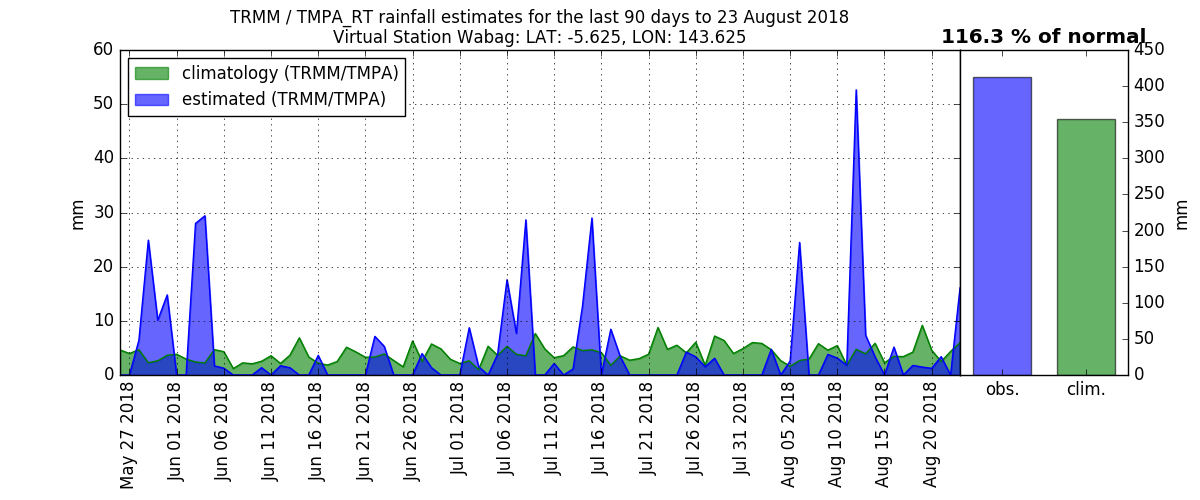 TRMM / TMPA_RT rainfall estimates for the last 90 days to 23 August 2018
Virtual Station Wabag: LAT: -5.625, LON: 143.625
116.3 % of normal
climatology (TRMM/TMPA)
estimated (TRMM/TMPA)
60
50
40
30
20
10
0
mm
May 27 2018
Jun 01 2018
Jun 06 2018
Jun 11 2018
Jun 16 2018
Jun 21 2018
Jun 26 2018
Jul 01 2018
Jul 06 2018
Jul 11 2018
Jul 16 2018
Jul 21 2018
Jul 26 2018
Jul 31 2018
Aug 05 2018
Aug 10 2018
Aug 15 2018
Aug 20 2018
obs.
clim.
450
400
350
300
250
200
150
100
50
0
mm